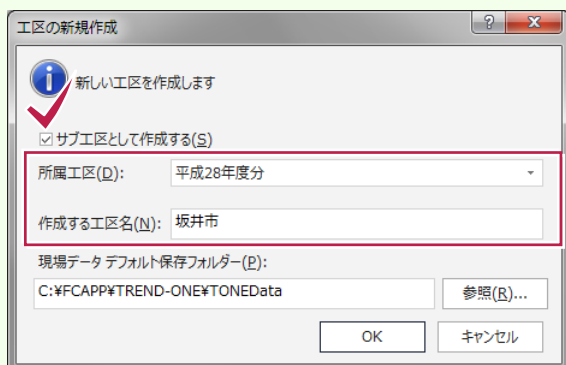 工区の新規作成
新しい工区を作成します
サブ工区として作成する(S)
所属工区(D): 平成28年度分
作成する工区名(N): 坂井市
現場データ デフォルト保存フォルダー(P):
C:¥FCAPP¥TREND-ONE¥TONEData 参照(R)...
OK キャンセル